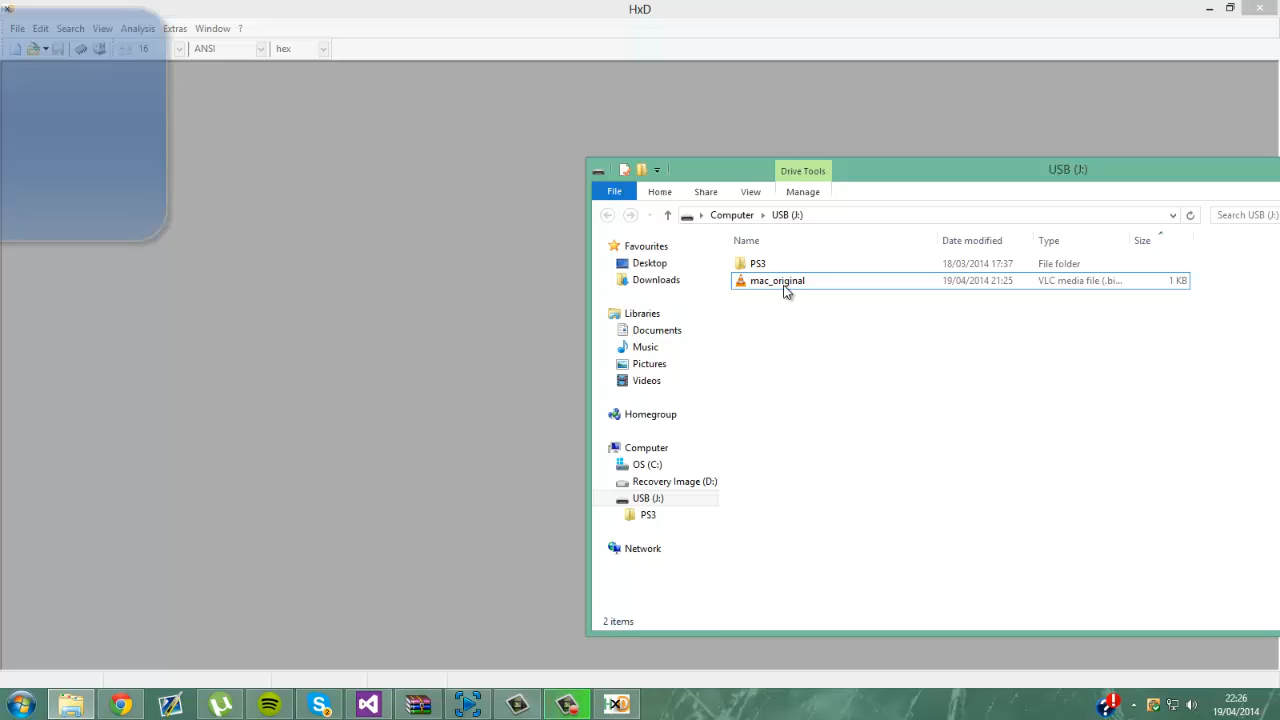 HxD
File Edit Search View Analysis Extras Window ?
16 ANSI hex
Drive Tools
USB (J:)
File Home Share View Manage
Computer USB (J:)
Search USB (J:)
Name Date modified Type Size
Favourites
Desktop
Downloads
PS3 18/03/2014 17:37 File folder
mac_original 19/04/2014 21:25 VLC media file (.bi... 1 KB
Libraries
Documents
Music
Pictures
Videos
Homegroup
Computer
OS (C:)
Recovery Image (D:)
USB (J:)
PS3
Network
2 items
22:26
19/04/2014